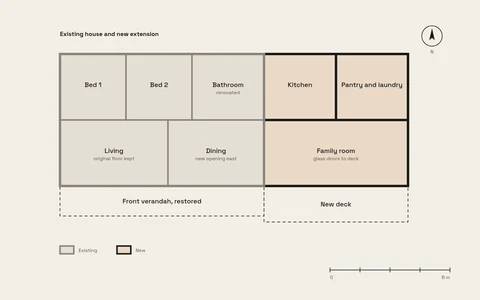 Existing house and new extension
N
Bed 1
Bed 2
Bathroom
renovated
Kitchen
Pantry and laundry
Living
original floor kept
Dining
new opening east
Family room
glass doors to deck
Front verandah, restored
New deck
Existing
New
0
8 m